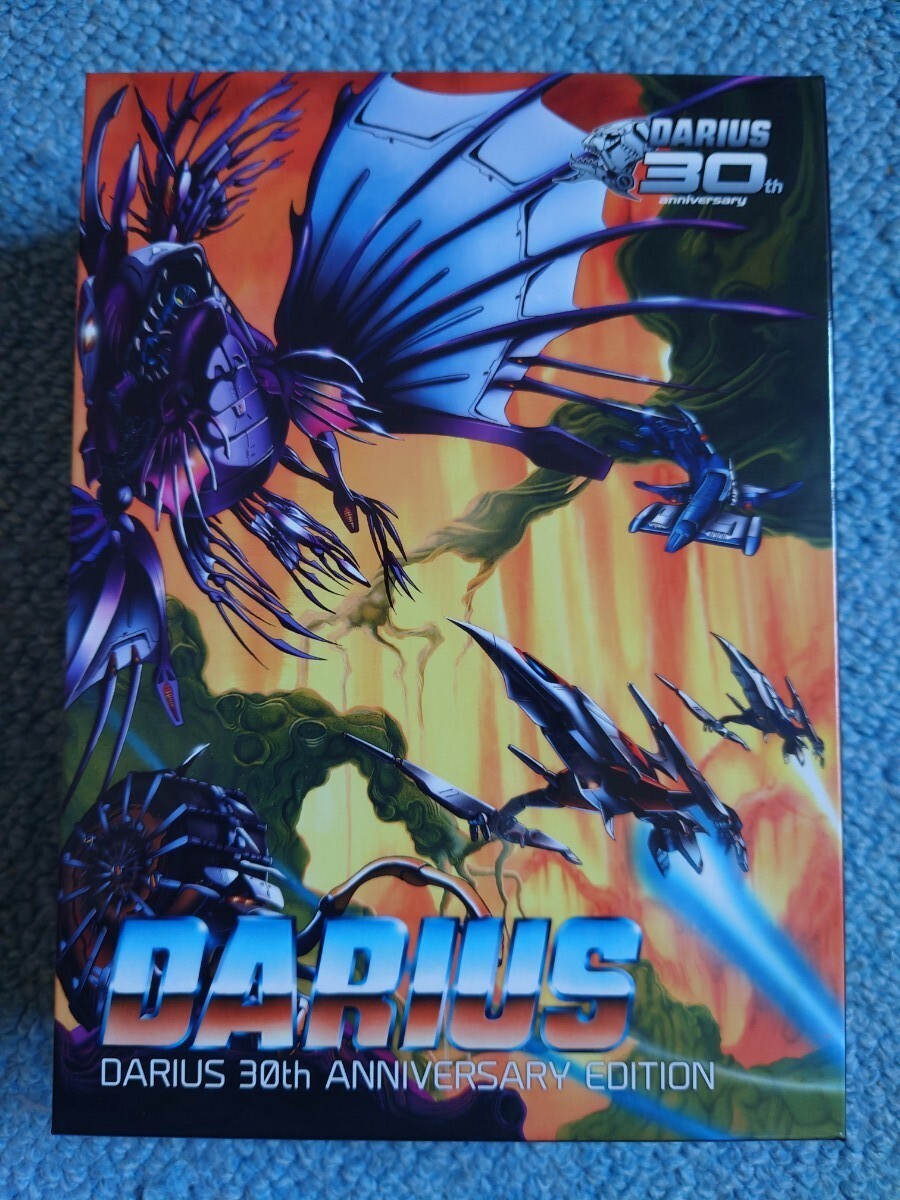 DARIUS
30th
anniversary
DARIUS
DARIUS 30th ANNIVERSARY EDITION